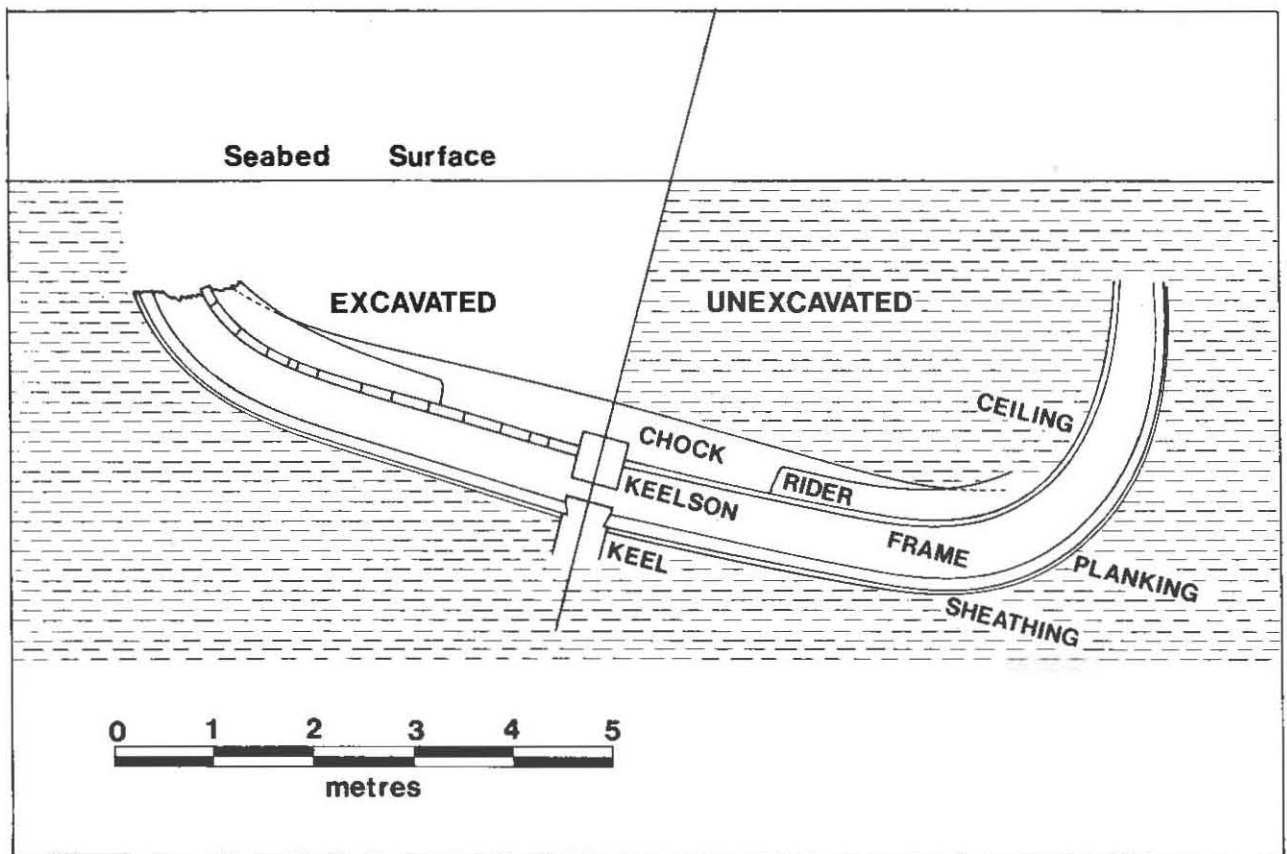 Seabed Surface
EXCAVATED
UNEXCAVATED
CEILING
CHOCK
RIDER
KEELSON
FRAME
KEEL
PLANKING
SHEATHING
0 1 2 3 4 5
metres